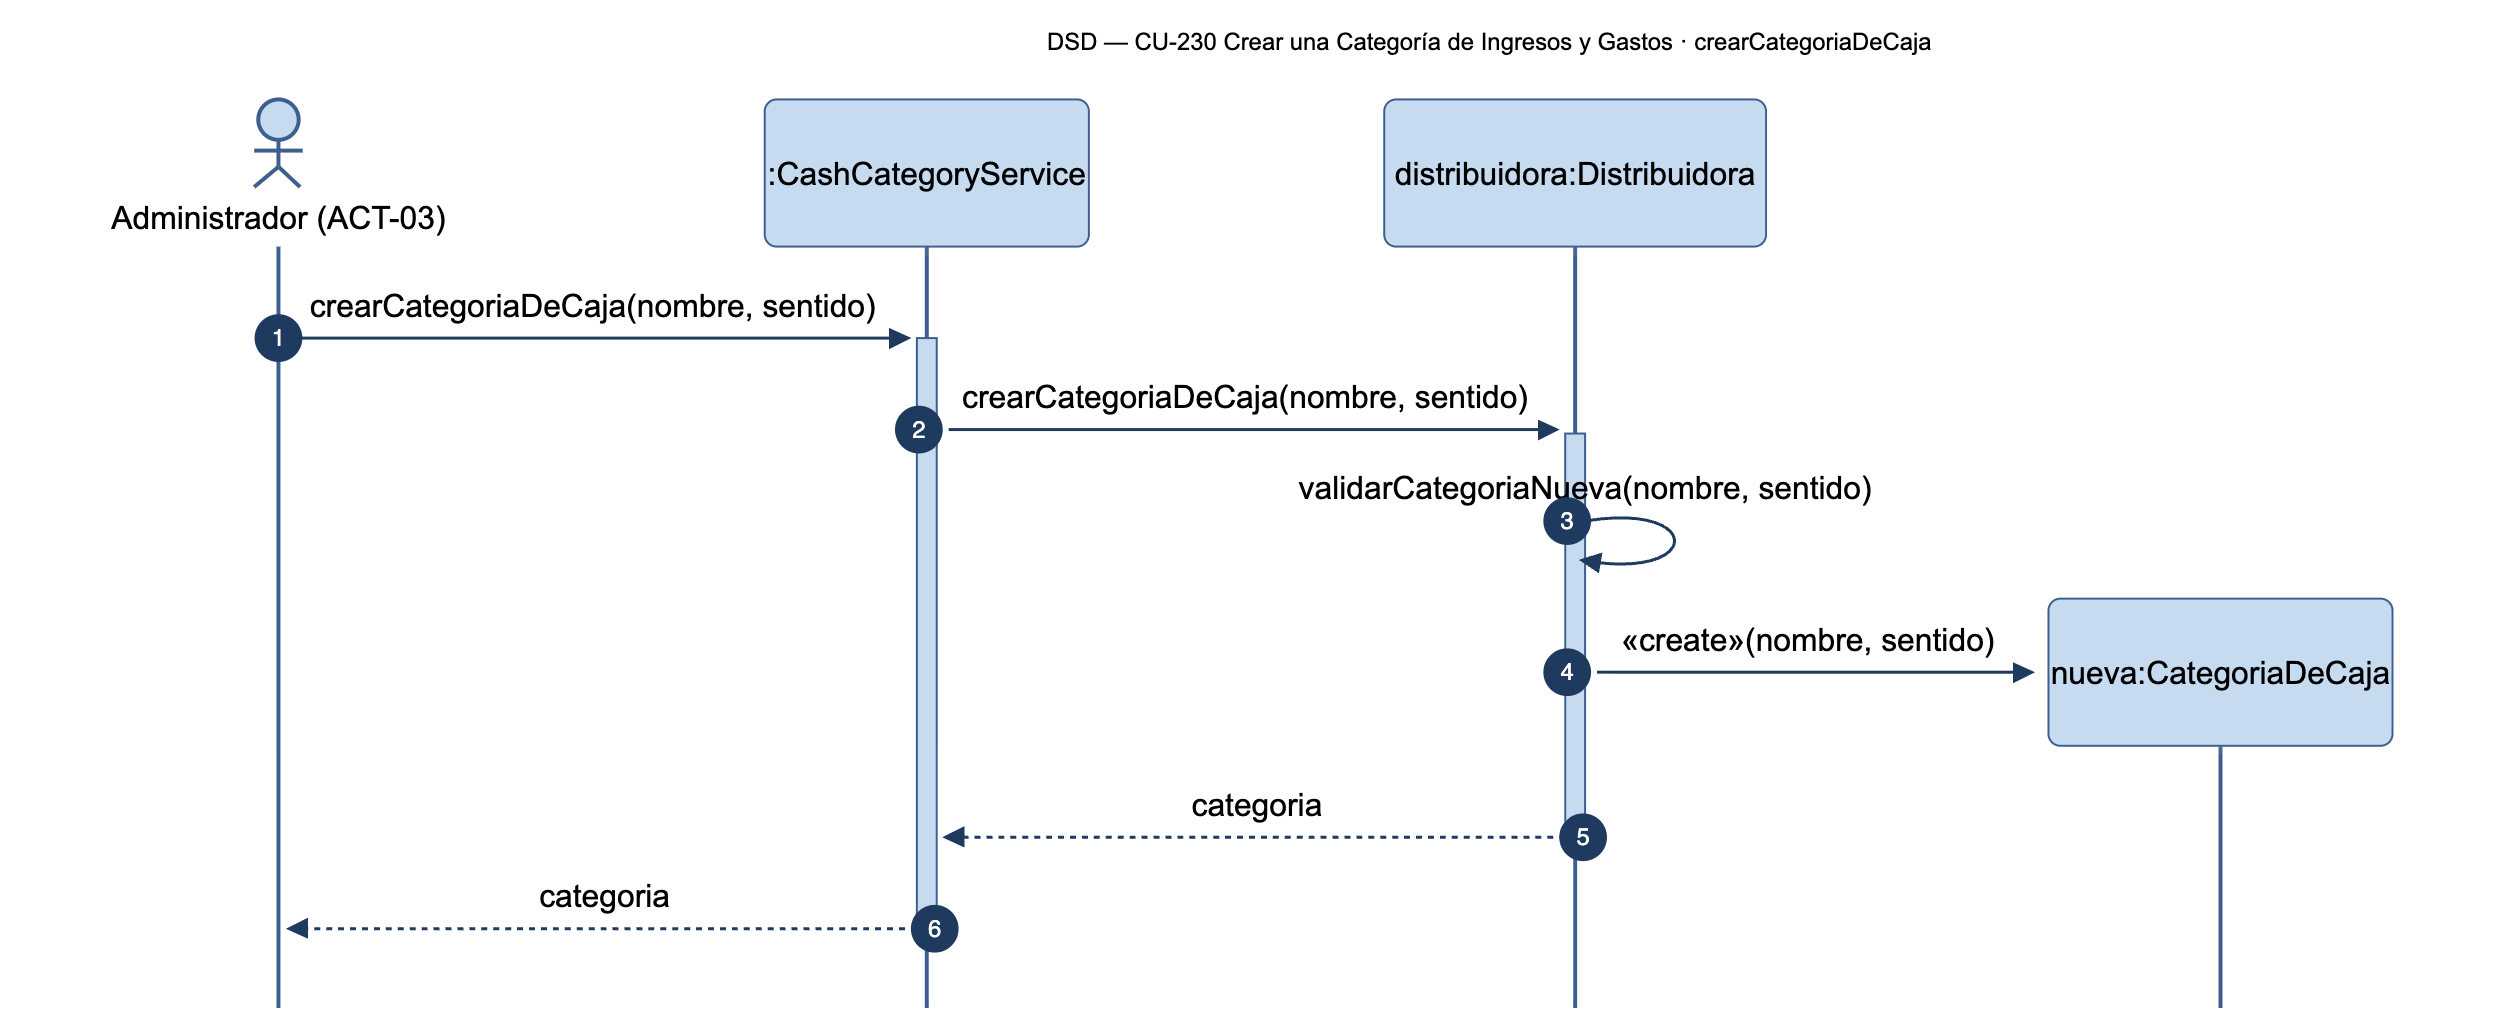 DSD — CU-230 Crear una Categoría de Ingresos y Gastos · crearCategoriaDeCaja
Administrador (ACT-03)
:CashCategoryService
distribuidora:Distribuidora
1
crearCategoriaDeCaja(nombre, sentido)
2
crearCategoriaDeCaja(nombre, sentido)
3
validarCategoriaNueva(nombre, sentido)
4
«create»(nombre, sentido)
nueva:CategoriaDeCaja
categoria
5
categoria
6